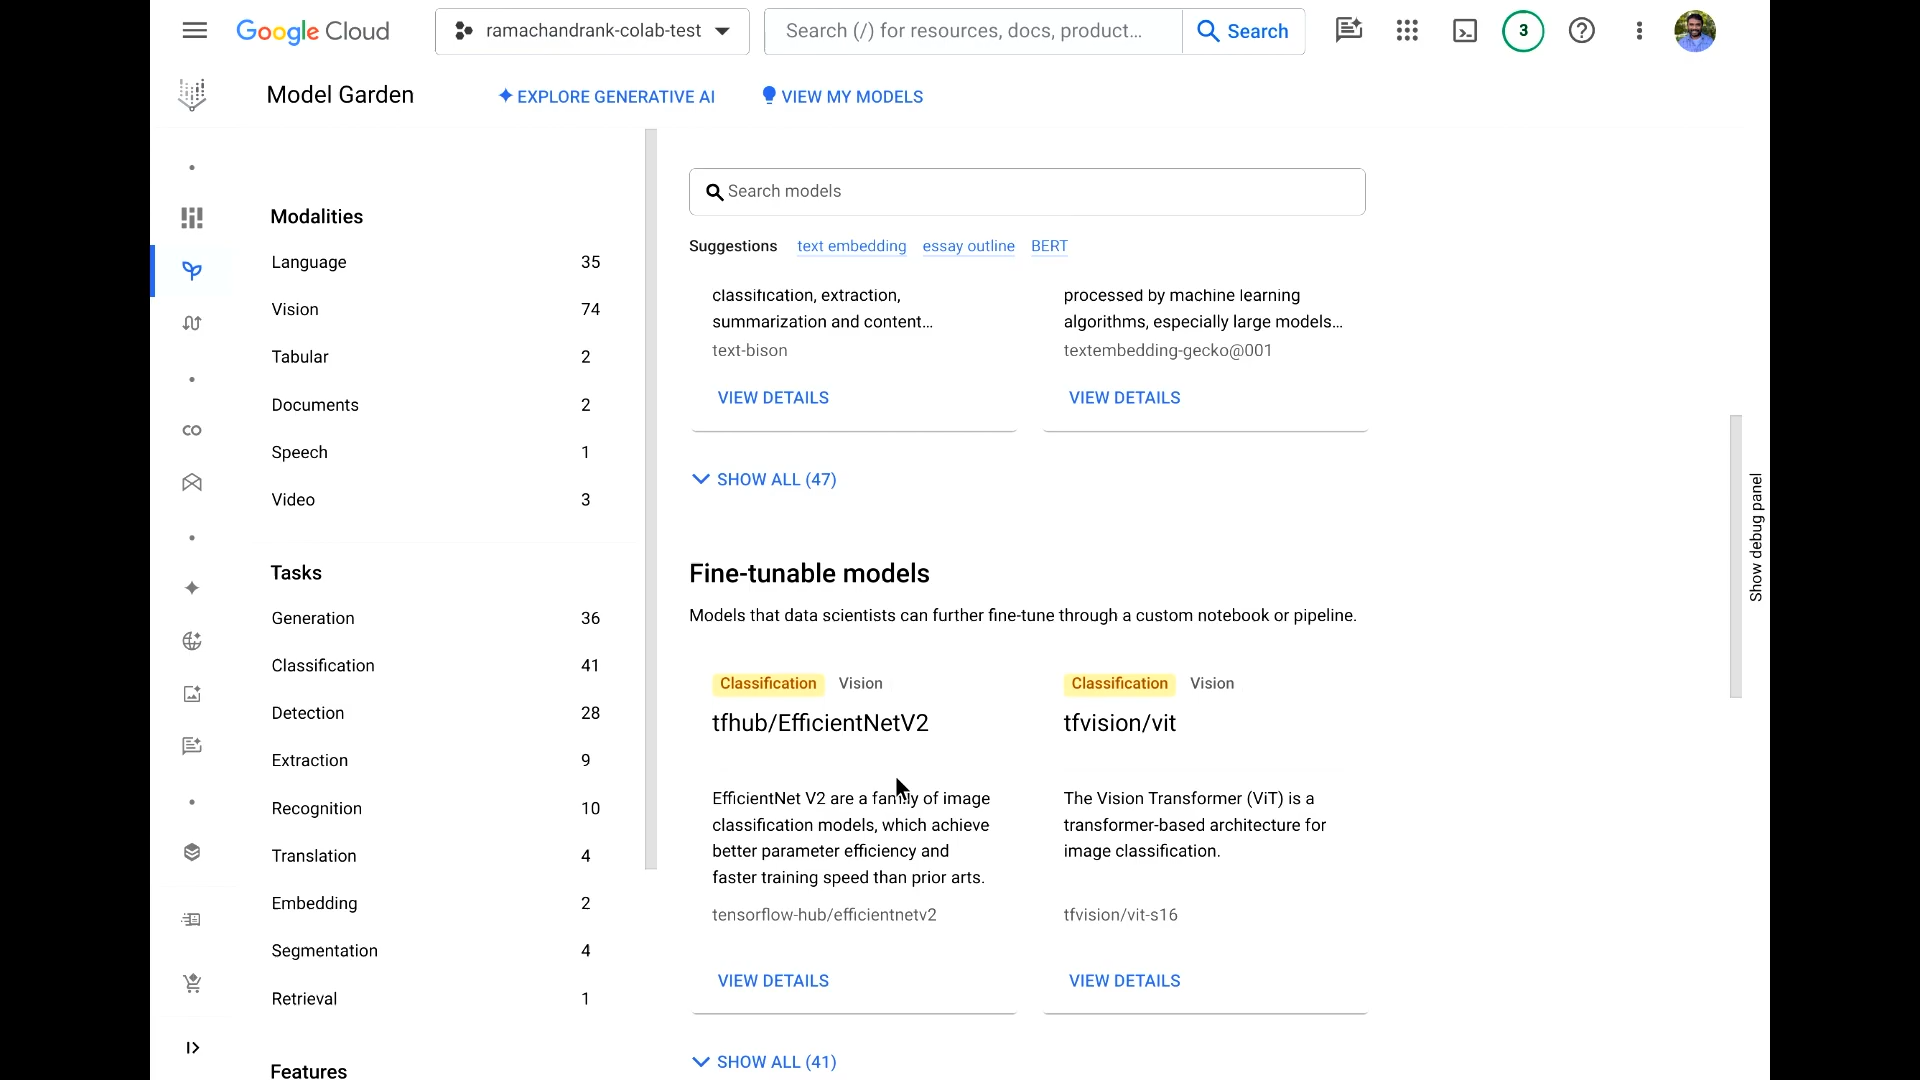 Google Cloud
ramachandrank-colab-test
Search (/) for resources, docs, product...
Search
3
Model Garden
EXPLORE GENERATIVE AI
VIEW MY MODELS
Modalities
Language 35
Vision 74
Tabular 2
Documents 2
Speech 1
Video 3
Tasks
Generation 36
Classification 41
Detection 28
Extraction 9
Recognition 10
Translation 4
Embedding 2
Segmentation 4
Retrieval 1
Features
Search models
Suggestions text embedding essay outline BERT
classification, extraction,
summarization and content...
text-bison
VIEW DETAILS
processed by machine learning
algorithms, especially large models...
textembedding-gecko@001
VIEW DETAILS
SHOW ALL (47)
Fine-tunable models
Models that data scientists can further fine-tune through a custom notebook or pipeline.
Classification Vision
tfhub/EfficientNetV2
EfficientNet V2 are a family of image
classification models, which achieve
better parameter efficiency and
faster training speed than prior arts.
tensorflow-hub/efficientnetv2
VIEW DETAILS
Classification Vision
tfvision/vit
The Vision Transformer (ViT) is a
transformer-based architecture for
image classification.
tfvision/vit-s16
VIEW DETAILS
SHOW ALL (41)
Show debug panel